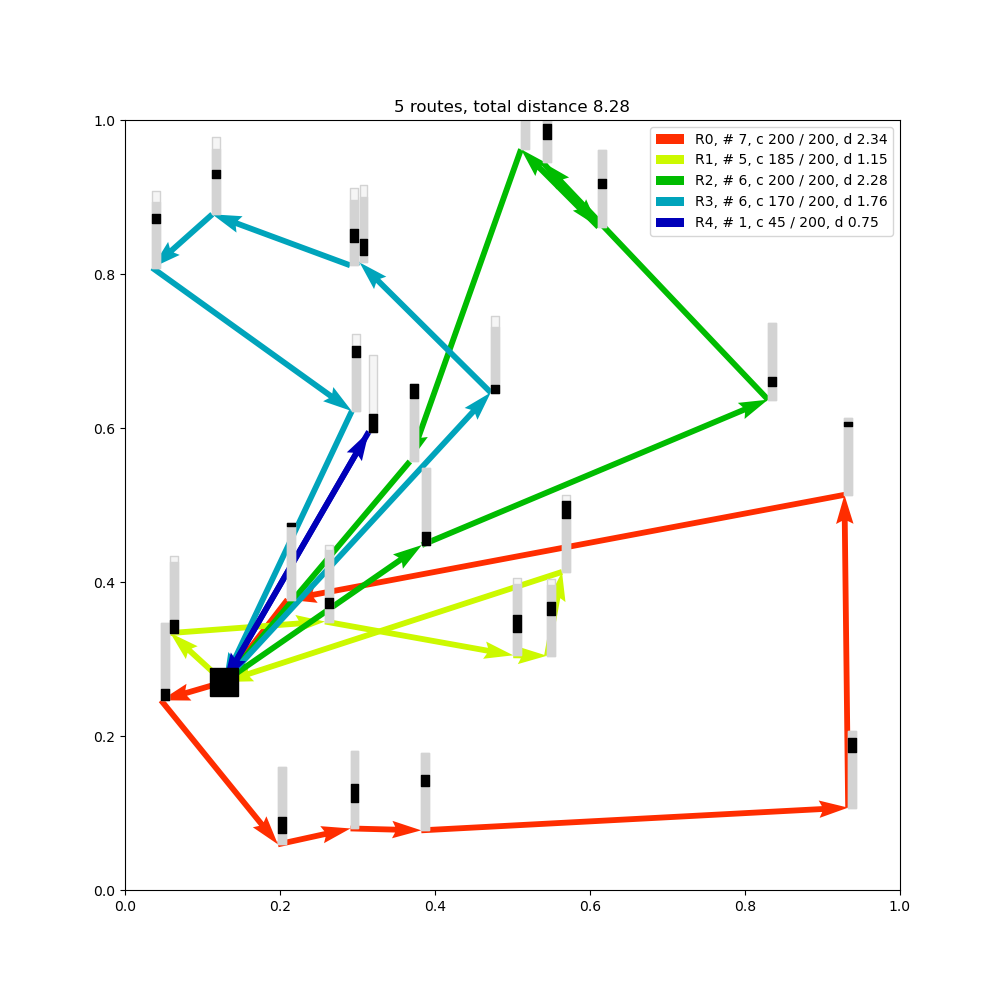 5 routes, total distance 8.28
R0, # 7, c 200 / 200, d 2.34
R1, # 5, c 185 / 200, d 1.15
R2, # 6, c 200 / 200, d 2.28
R3, # 6, c 170 / 200, d 1.76
R4, # 1, c 45 / 200, d 0.75
1.0
0.8
0.6
0.4
0.2
0.0
0.0 0.2 0.4 0.6 0.8 1.0